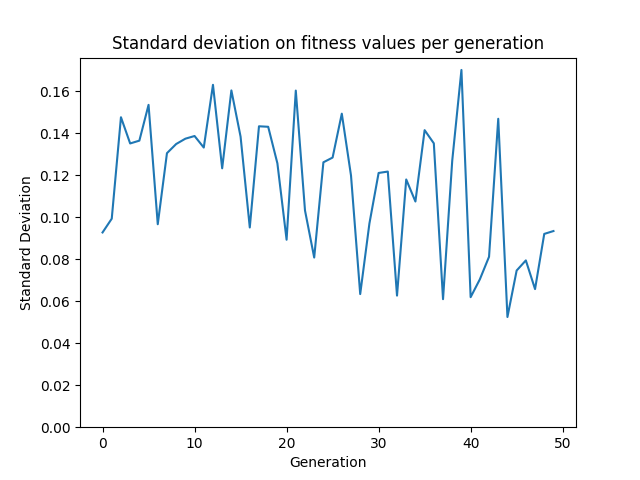 Standard deviation on fitness values per generation
0.16
0.14
0.12
0.10
0.08
0.06
0.04
0.02
0.00
Standard Deviation
0 10 20 30 40 50
Generation